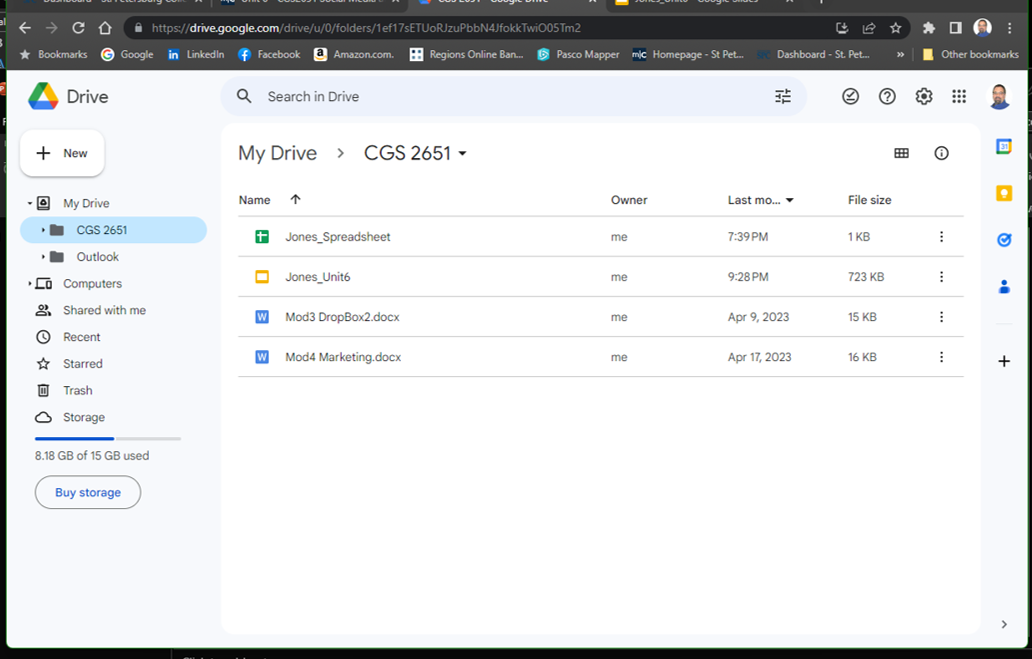 https://drive.google.com/drive/u/0/folders/1ef17sETUoRJzuPbbN4JfokkTwiO05Tm2
Bookmarks Google LinkedIn Facebook Amazon.com. Regions Online Ban... Pasco Mapper Homepage - St Pet... Dashboard - St. Pet... » Other bookmarks
Drive
Search in Drive
New
My Drive
CGS 2651
Outlook
Computers
Shared with me
Recent
Starred
Trash
Storage
8.18 GB of 15 GB used
Buy storage
My Drive > CGS 2651
Name Owner Last mo... File size
Jones_Spreadsheet me 7:39 PM 1 KB
Jones_Unit6 me 9:28 PM 723 KB
Mod3 DropBox2.docx me Apr 9, 2023 15 KB
Mod4 Marketing.docx me Apr 17, 2023 16 KB
31